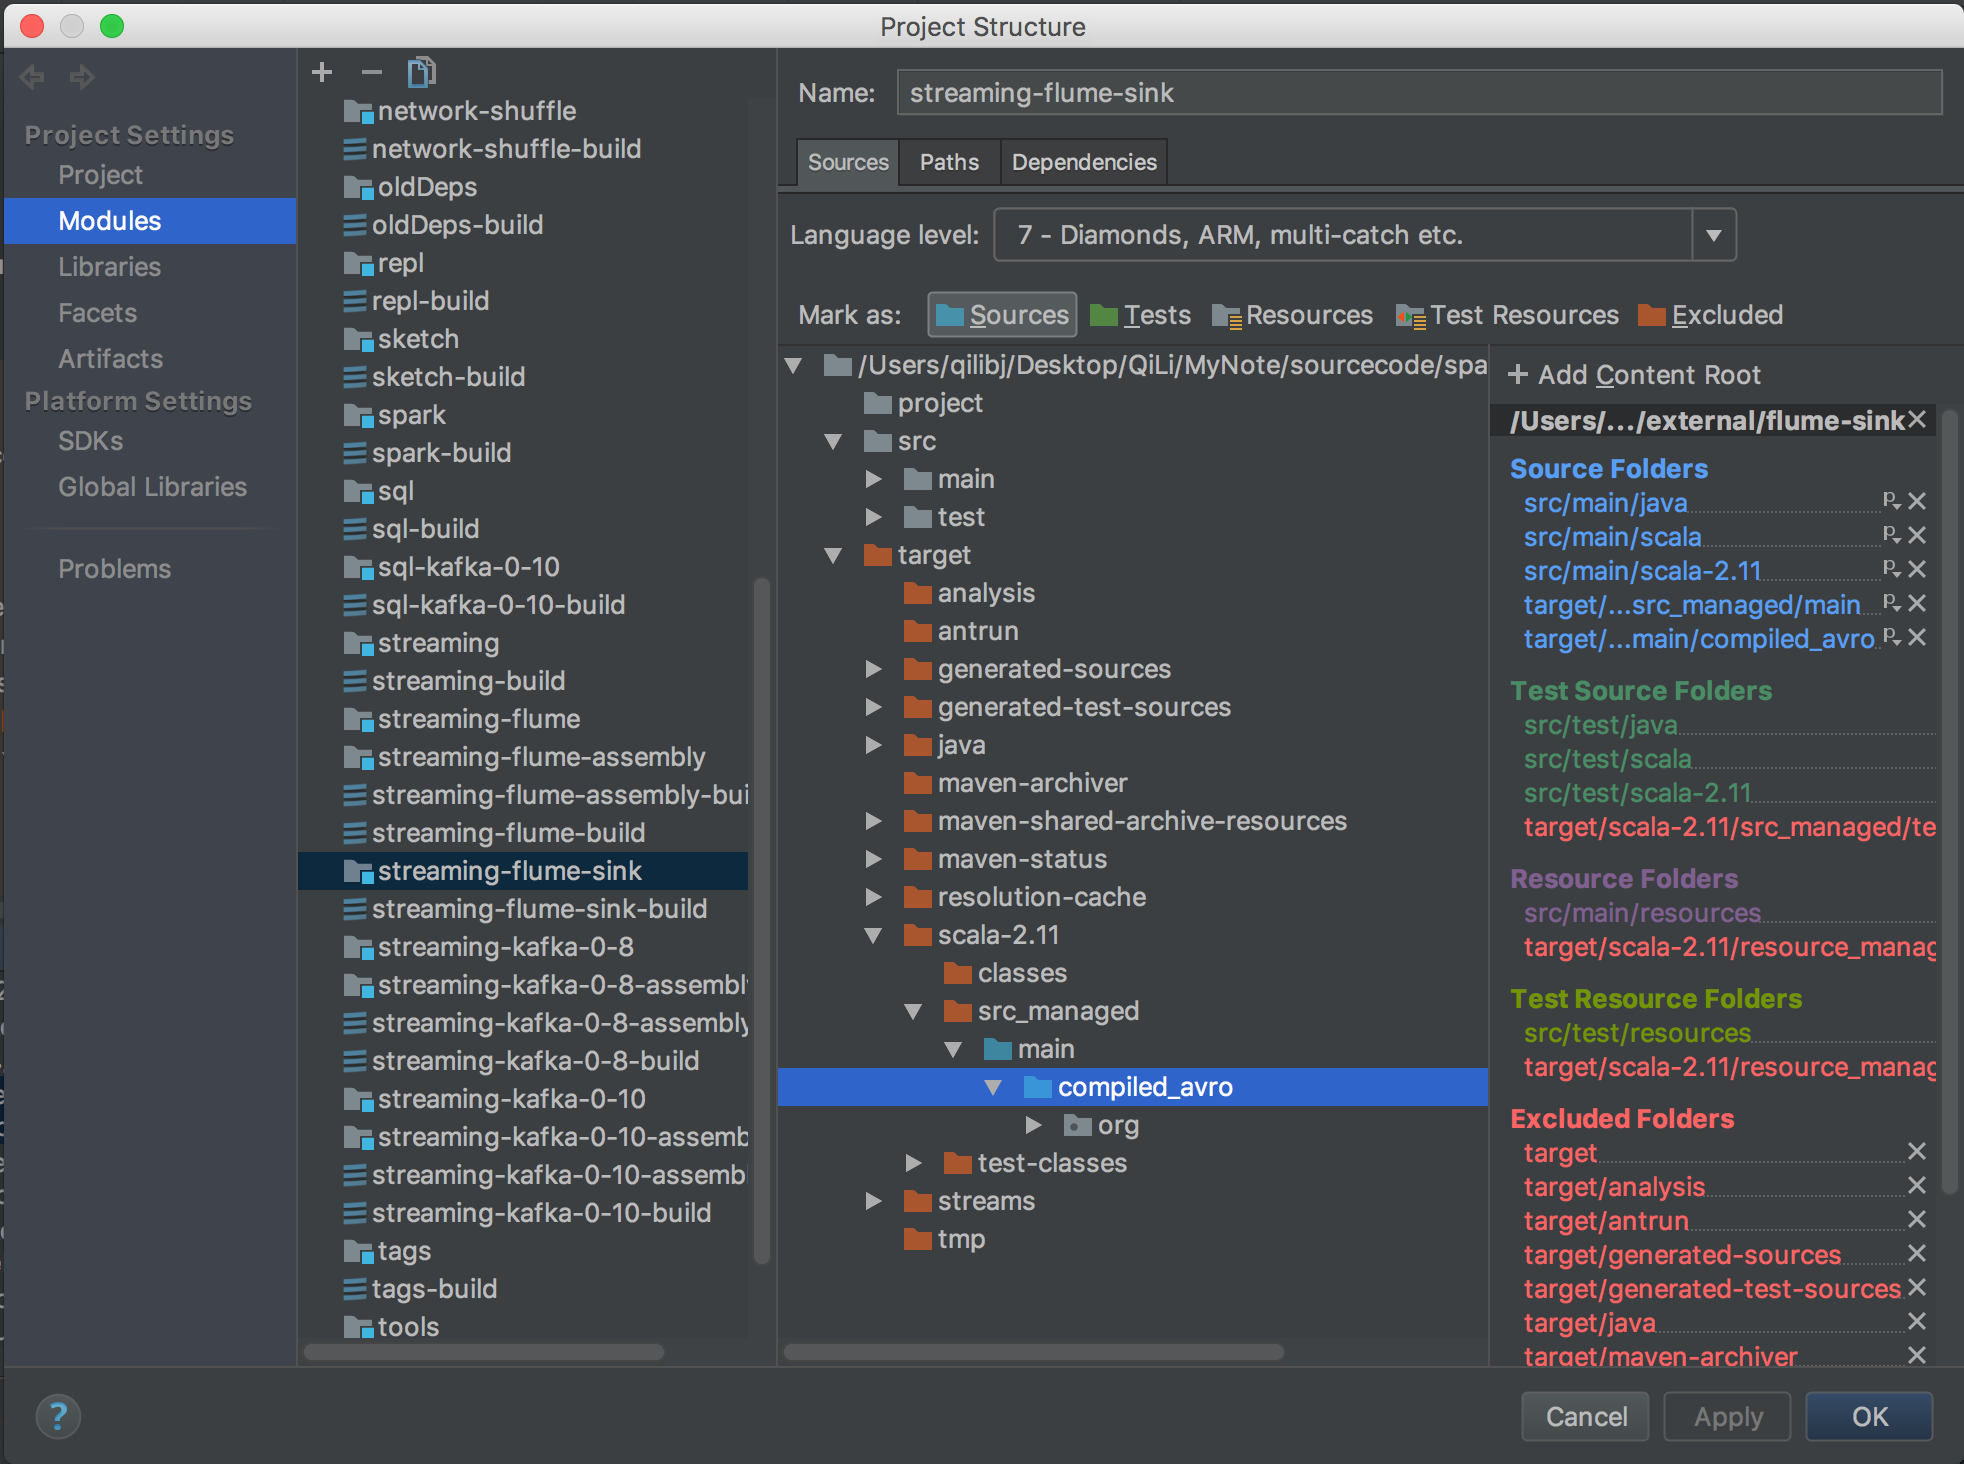 Project Structure
Project Settings
Project
Modules
Libraries
Facets
Artifacts
Platform Settings
SDKs
Global Libraries
Problems
network-shuffle
network-shuffle-build
oldDeps
oldDeps-build
repl
repl-build
sketch
sketch-build
spark
spark-build
sql
sql-build
sql-kafka-0-10
sql-kafka-0-10-build
streaming
streaming-build
streaming-flume
streaming-flume-assembly
streaming-flume-assembly-bui
streaming-flume-build
streaming-flume-sink
streaming-flume-sink-build
streaming-kafka-0-8
streaming-kafka-0-8-assembl
streaming-kafka-0-8-assembly
streaming-kafka-0-8-build
streaming-kafka-0-10
streaming-kafka-0-10-assemb
streaming-kafka-0-10-assemb
streaming-kafka-0-10-build
tags
tags-build
tools
Name: streaming-flume-sink
Sources Paths Dependencies
Language level: 7 - Diamonds, ARM, multi-catch etc.
Mark as: Sources Tests Resources Test Resources Excluded
/Users/qilibj/Desktop/QiLi/MyNote/sourcecode/spa
project
src
main
test
target
analysis
antrun
generated-sources
generated-test-sources
java
maven-archiver
maven-shared-archive-resources
maven-status
resolution-cache
scala-2.11
classes
src_managed
main
compiled_avro
org
test-classes
streams
tmp
+ Add Content Root
/Users/.../external/flume-sink
Source Folders
src/main/java
src/main/scala
src/main/scala-2.11
target/...src_managed/main
target/...main/compiled_avro
Test Source Folders
src/test/java
src/test/scala
src/test/scala-2.11
target/scala-2.11/src_managed/te
Resource Folders
src/main/resources
target/scala-2.11/resource_manag
Test Resource Folders
src/test/resources
target/scala-2.11/resource_manag
Excluded Folders
target
target/analysis
target/antrun
target/generated-sources
target/generated-test-sources
target/java
target/maven-archiver
?
Cancel Apply OK